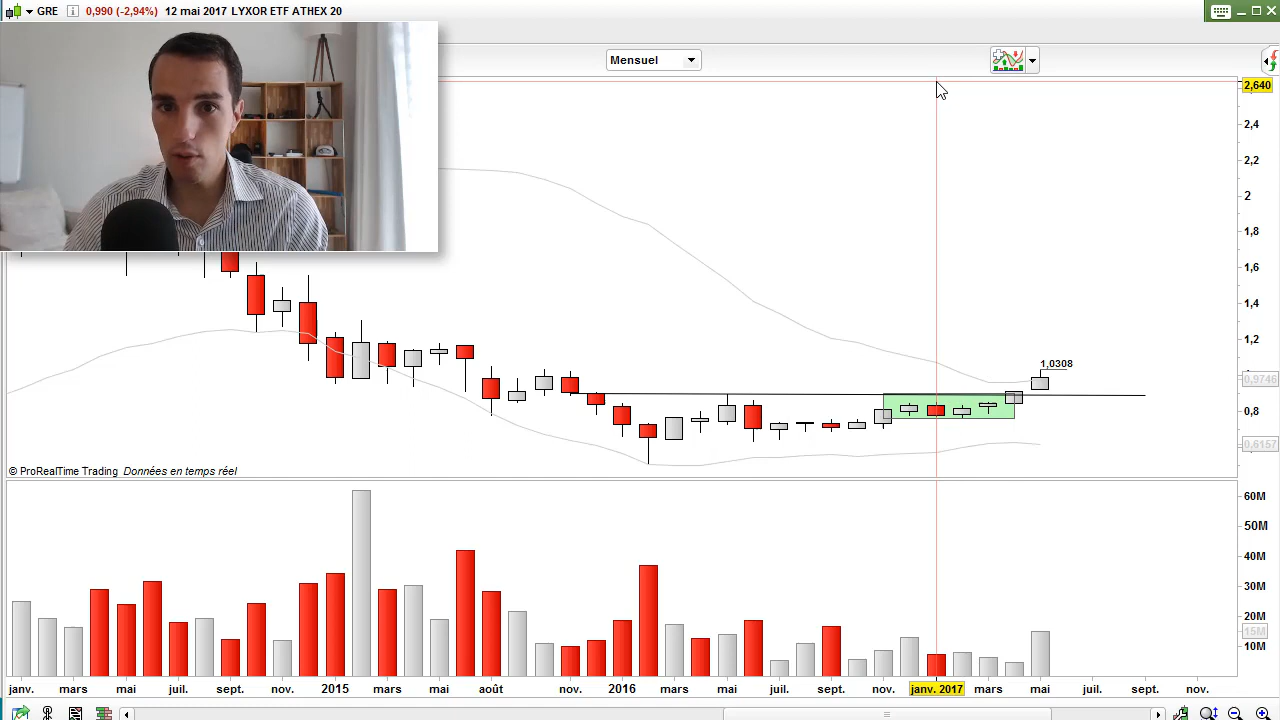 GRE 0,990 (-2,94%) 12 mai 2017 LYXOR ETF ATHEX 20
Mensuel
2,640
2,4
2,2
2
1,8
1,6
1,4
1,2
1,0308
0,9746
0,8
0,6157
© ProRealTime Trading Données en temps réel
60M
50M
40M
30M
20M
15M
10M
janv. mars mai juil. sept. nov. 2015 mars mai août nov. 2016 mars mai juil. sept. nov. janv. 2017 mars mai juil. sept. nov.